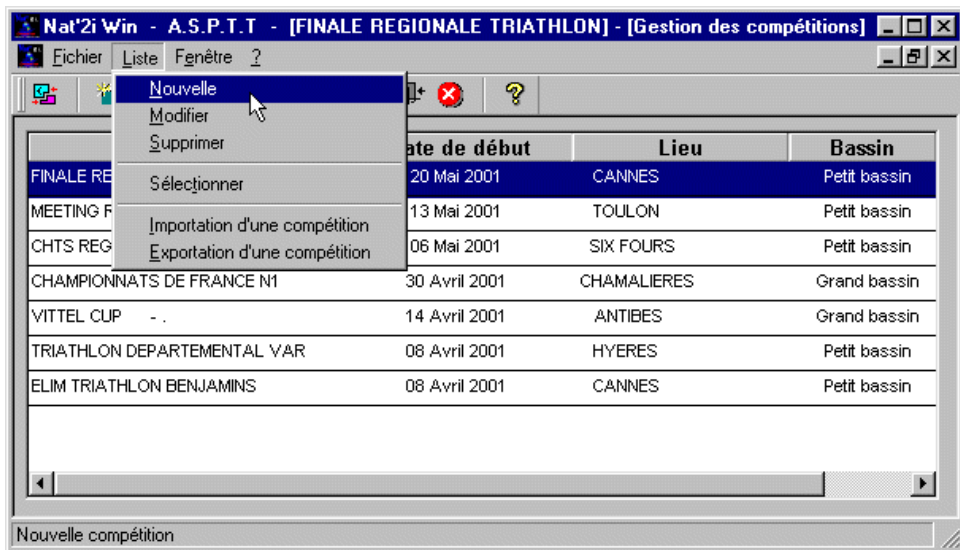 Nat'2i Win - A.S.P.T.T - [FINALE REGIONALE TRIATHLON] - [Gestion des compétitions]
Fichier Liste Fenêtre ?
Nouvelle
Modifier
Supprimer
Sélectionner
Importation d'une compétition
Exportation d'une compétition
ate de début Lieu Bassin
FINALE RE 20 Mai 2001 CANNES Petit bassin
MEETING R 13 Mai 2001 TOULON Petit bassin
CHTS REG 06 Mai 2001 SIX FOURS Petit bassin
CHAMPIONNATS DE FRANCE N1 30 Avril 2001 CHAMALIERES Grand bassin
VITTEL CUP - . 14 Avril 2001 ANTIBES Grand bassin
TRIATHLON DEPARTEMENTAL VAR 08 Avril 2001 HYERES Petit bassin
ELIM TRIATHLON BENJAMINS 08 Avril 2001 CANNES Petit bassin
Nouvelle compétition